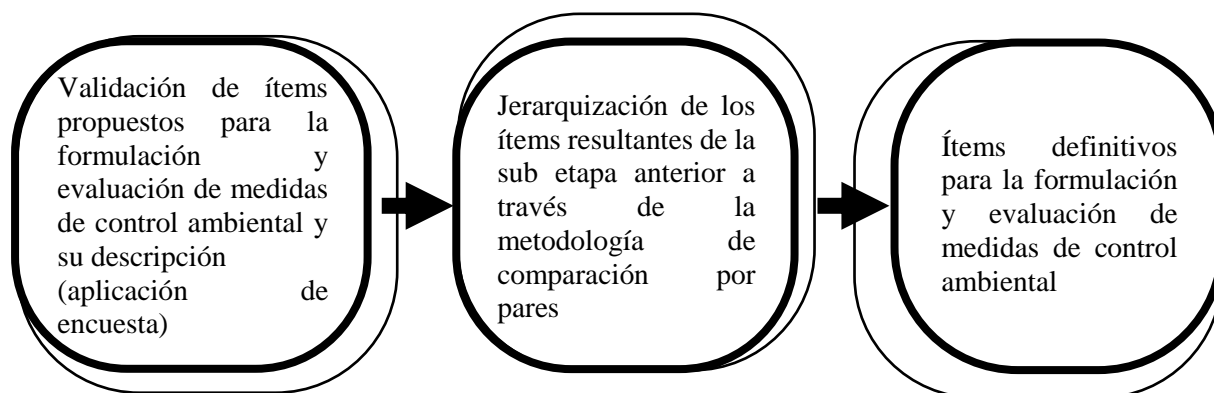 Validación de ítems
propuestos para la
formulación y
evaluación de medidas
de control ambiental y
su descripción
(aplicación de
encuesta)
Jerarquización de los
ítems resultantes de la
sub etapa anterior a
través de la
metodología de
comparación por
pares
Ítems definitivos
para la formulación
y evaluación de
medidas de control
ambiental